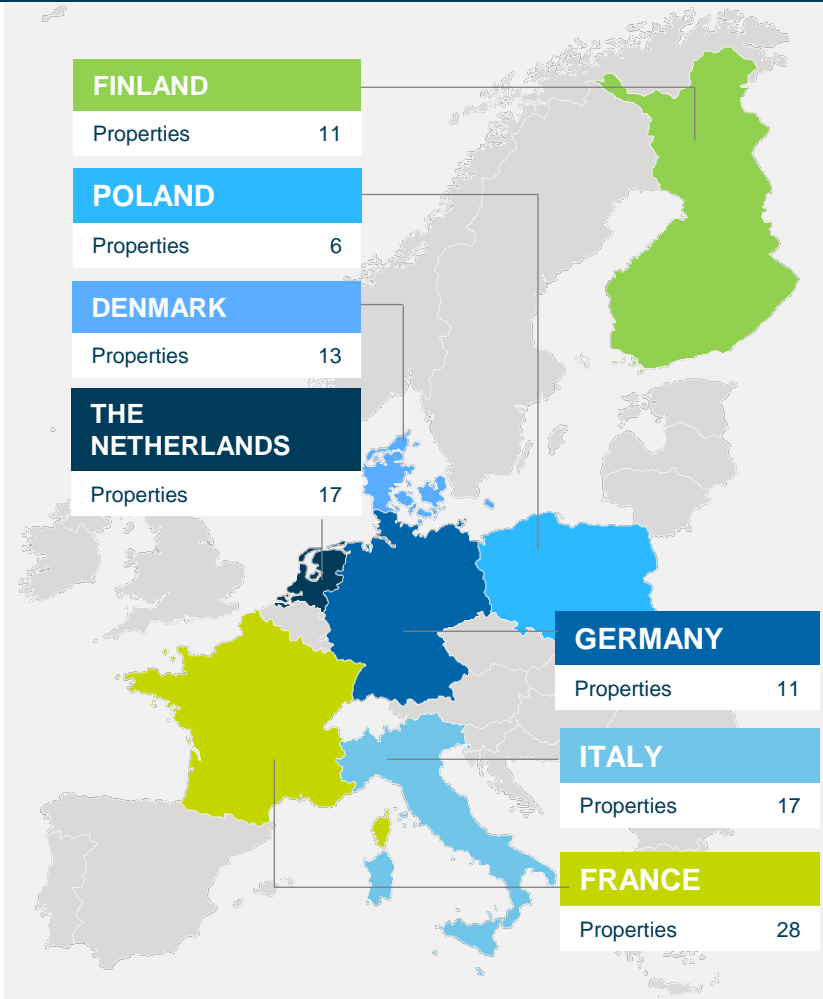 FINLAND
Properties 11
POLAND
Properties 6
DENMARK
Properties 13
THE
NETHERLANDS
Properties 17
GERMANY
Properties 11
ITALY
Properties 17
FRANCE
Properties 28